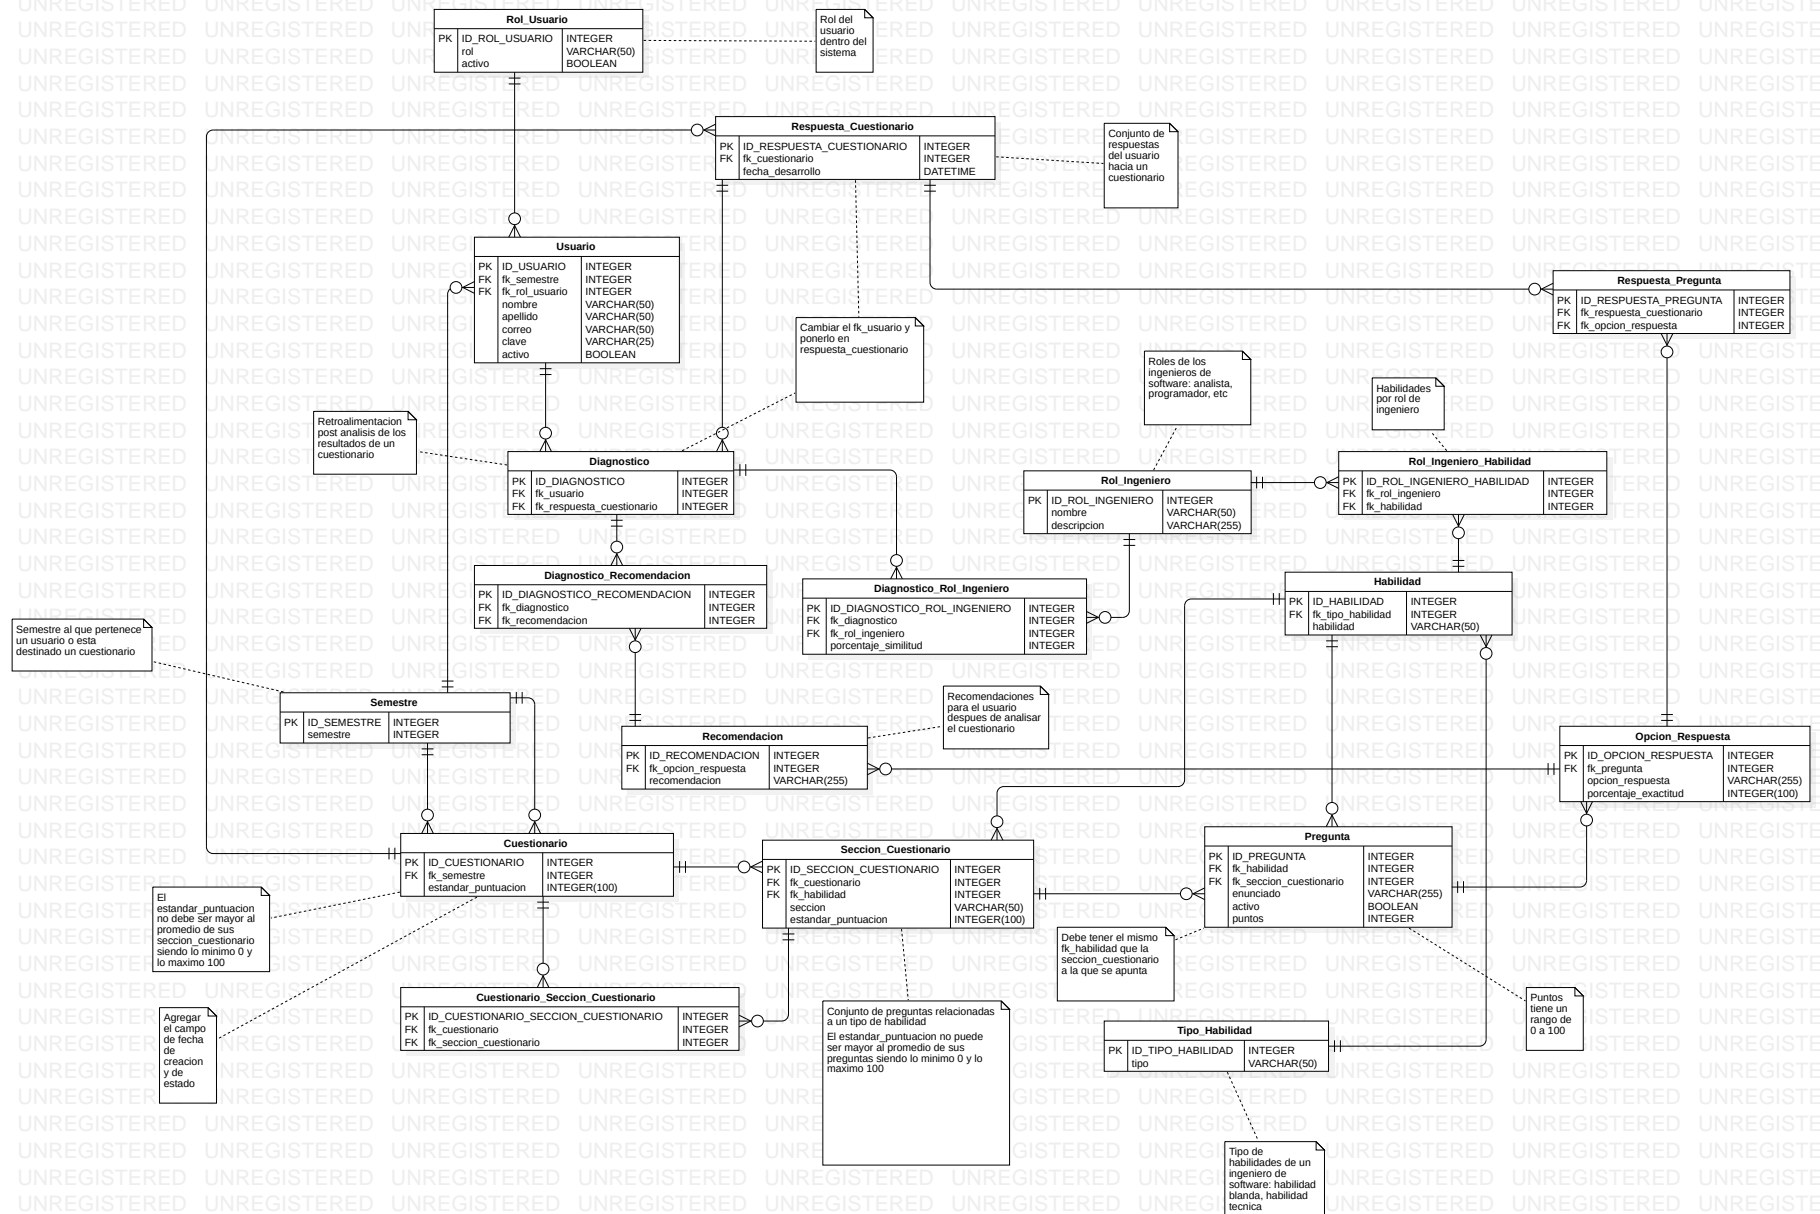 Rol_Usuario
PK ID_ROL_USUARIO INTEGER
rol VARCHAR(50)
activo BOOLEAN
Rol del
usuario
dentro del
sistema
Respuesta_Cuestionario
PK ID_RESPUESTA_CUESTIONARIO INTEGER
FK fk_cuestionario INTEGER
fecha_desarrollo DATETIME
Conjunto de
respuestas
del usuario
hacia un
cuestionario
Usuario
PK ID_USUARIO INTEGER
FK fk_semestre INTEGER
FK fk_rol_usuario INTEGER
nombre VARCHAR(50)
apellido VARCHAR(50)
correo VARCHAR(50)
clave VARCHAR(25)
activo BOOLEAN
Respuesta_Pregunta
PK ID_RESPUESTA_PREGUNTA INTEGER
FK fk_respuesta_cuestionario INTEGER
FK fk_opcion_respuesta INTEGER
Cambiar el fk_usuario y
ponerlo en
respuesta_cuestionario
Roles de los
ingenieros de
software: analista,
programador, etc
Habilidades
por rol de
ingeniero
Retroalimentacion
post analisis de los
resultados de un
cuestionario
Diagnostico
PK ID_DIAGNOSTICO INTEGER
FK fk_usuario INTEGER
FK fk_respuesta_cuestionario INTEGER
Rol_Ingeniero
PK ID_ROL_INGENIERO INTEGER
nombre VARCHAR(50)
descripcion VARCHAR(255)
Rol_Ingeniero_Habilidad
PK ID_ROL_INGENIERO_HABILIDAD INTEGER
FK fk_rol_ingeniero INTEGER
FK fk_habilidad INTEGER
Diagnostico_Recomendacion
PK ID_DIAGNOSTICO_RECOMENDACION INTEGER
FK fk_diagnostico INTEGER
FK fk_recomendacion INTEGER
Diagnostico_Rol_Ingeniero
PK ID_DIAGNOSTICO_ROL_INGENIERO INTEGER
FK fk_diagnostico INTEGER
FK fk_rol_ingeniero INTEGER
porcentaje_similitud INTEGER
Habilidad
PK ID_HABILIDAD INTEGER
FK fk_tipo_habilidad INTEGER
habilidad VARCHAR(50)
Semestre al que pertenece
un usuario o esta
destinado un cuestionario
Semestre
PK ID_SEMESTRE INTEGER
semestre INTEGER
Recomendaciones
para el usuario
despues de analisar
el cuestionario
Recomendacion
PK ID_RECOMENDACION INTEGER
FK fk_opcion_respuesta INTEGER
recomendacion VARCHAR(255)
Opcion_Respuesta
PK ID_OPCION_RESPUESTA INTEGER
FK fk_pregunta INTEGER
opcion_respuesta VARCHAR(255)
porcentaje_exactitud INTEGER(100)
Cuestionario
PK ID_CUESTIONARIO INTEGER
FK fk_semestre INTEGER
estandar_puntuacion INTEGER(100)
Seccion_Cuestionario
PK ID_SECCION_CUESTIONARIO INTEGER
FK fk_cuestionario INTEGER
FK fk_habilidad INTEGER
seccion VARCHAR(50)
estandar_puntuacion INTEGER(100)
Pregunta
PK ID_PREGUNTA INTEGER
FK fk_habilidad INTEGER
FK fk_seccion_cuestionario INTEGER
enunciado VARCHAR(255)
activo BOOLEAN
puntos INTEGER
El
estandar_puntuacion
no debe ser mayor al
promedio de sus
seccion_cuestionario
siendo lo minimo 0 y
lo maximo 100
Debe tener el mismo
fk_habilidad que la
seccion_cuestionario
a la que se apunta
Cuestionario_Seccion_Cuestionario
PK ID_CUESTIONARIO_SECCION_CUESTIONARIO INTEGER
FK fk_cuestionario INTEGER
FK fk_seccion_cuestionario INTEGER
Agregar
el campo
de fecha
de
creacion
y de
estado
Conjunto de preguntas relacionadas
a un tipo de habilidad
El estandar_puntuacion no puede
ser mayor al promedio de sus
preguntas siendo lo minimo 0 y lo
maximo 100
Puntos
tiene un
rango de
0 a 100
Tipo_Habilidad
PK ID_TIPO_HABILIDAD INTEGER
tipo VARCHAR(50)
Tipo de
habilidades de un
ingeniero de
software: habilidad
blanda, habilidad
tecnica